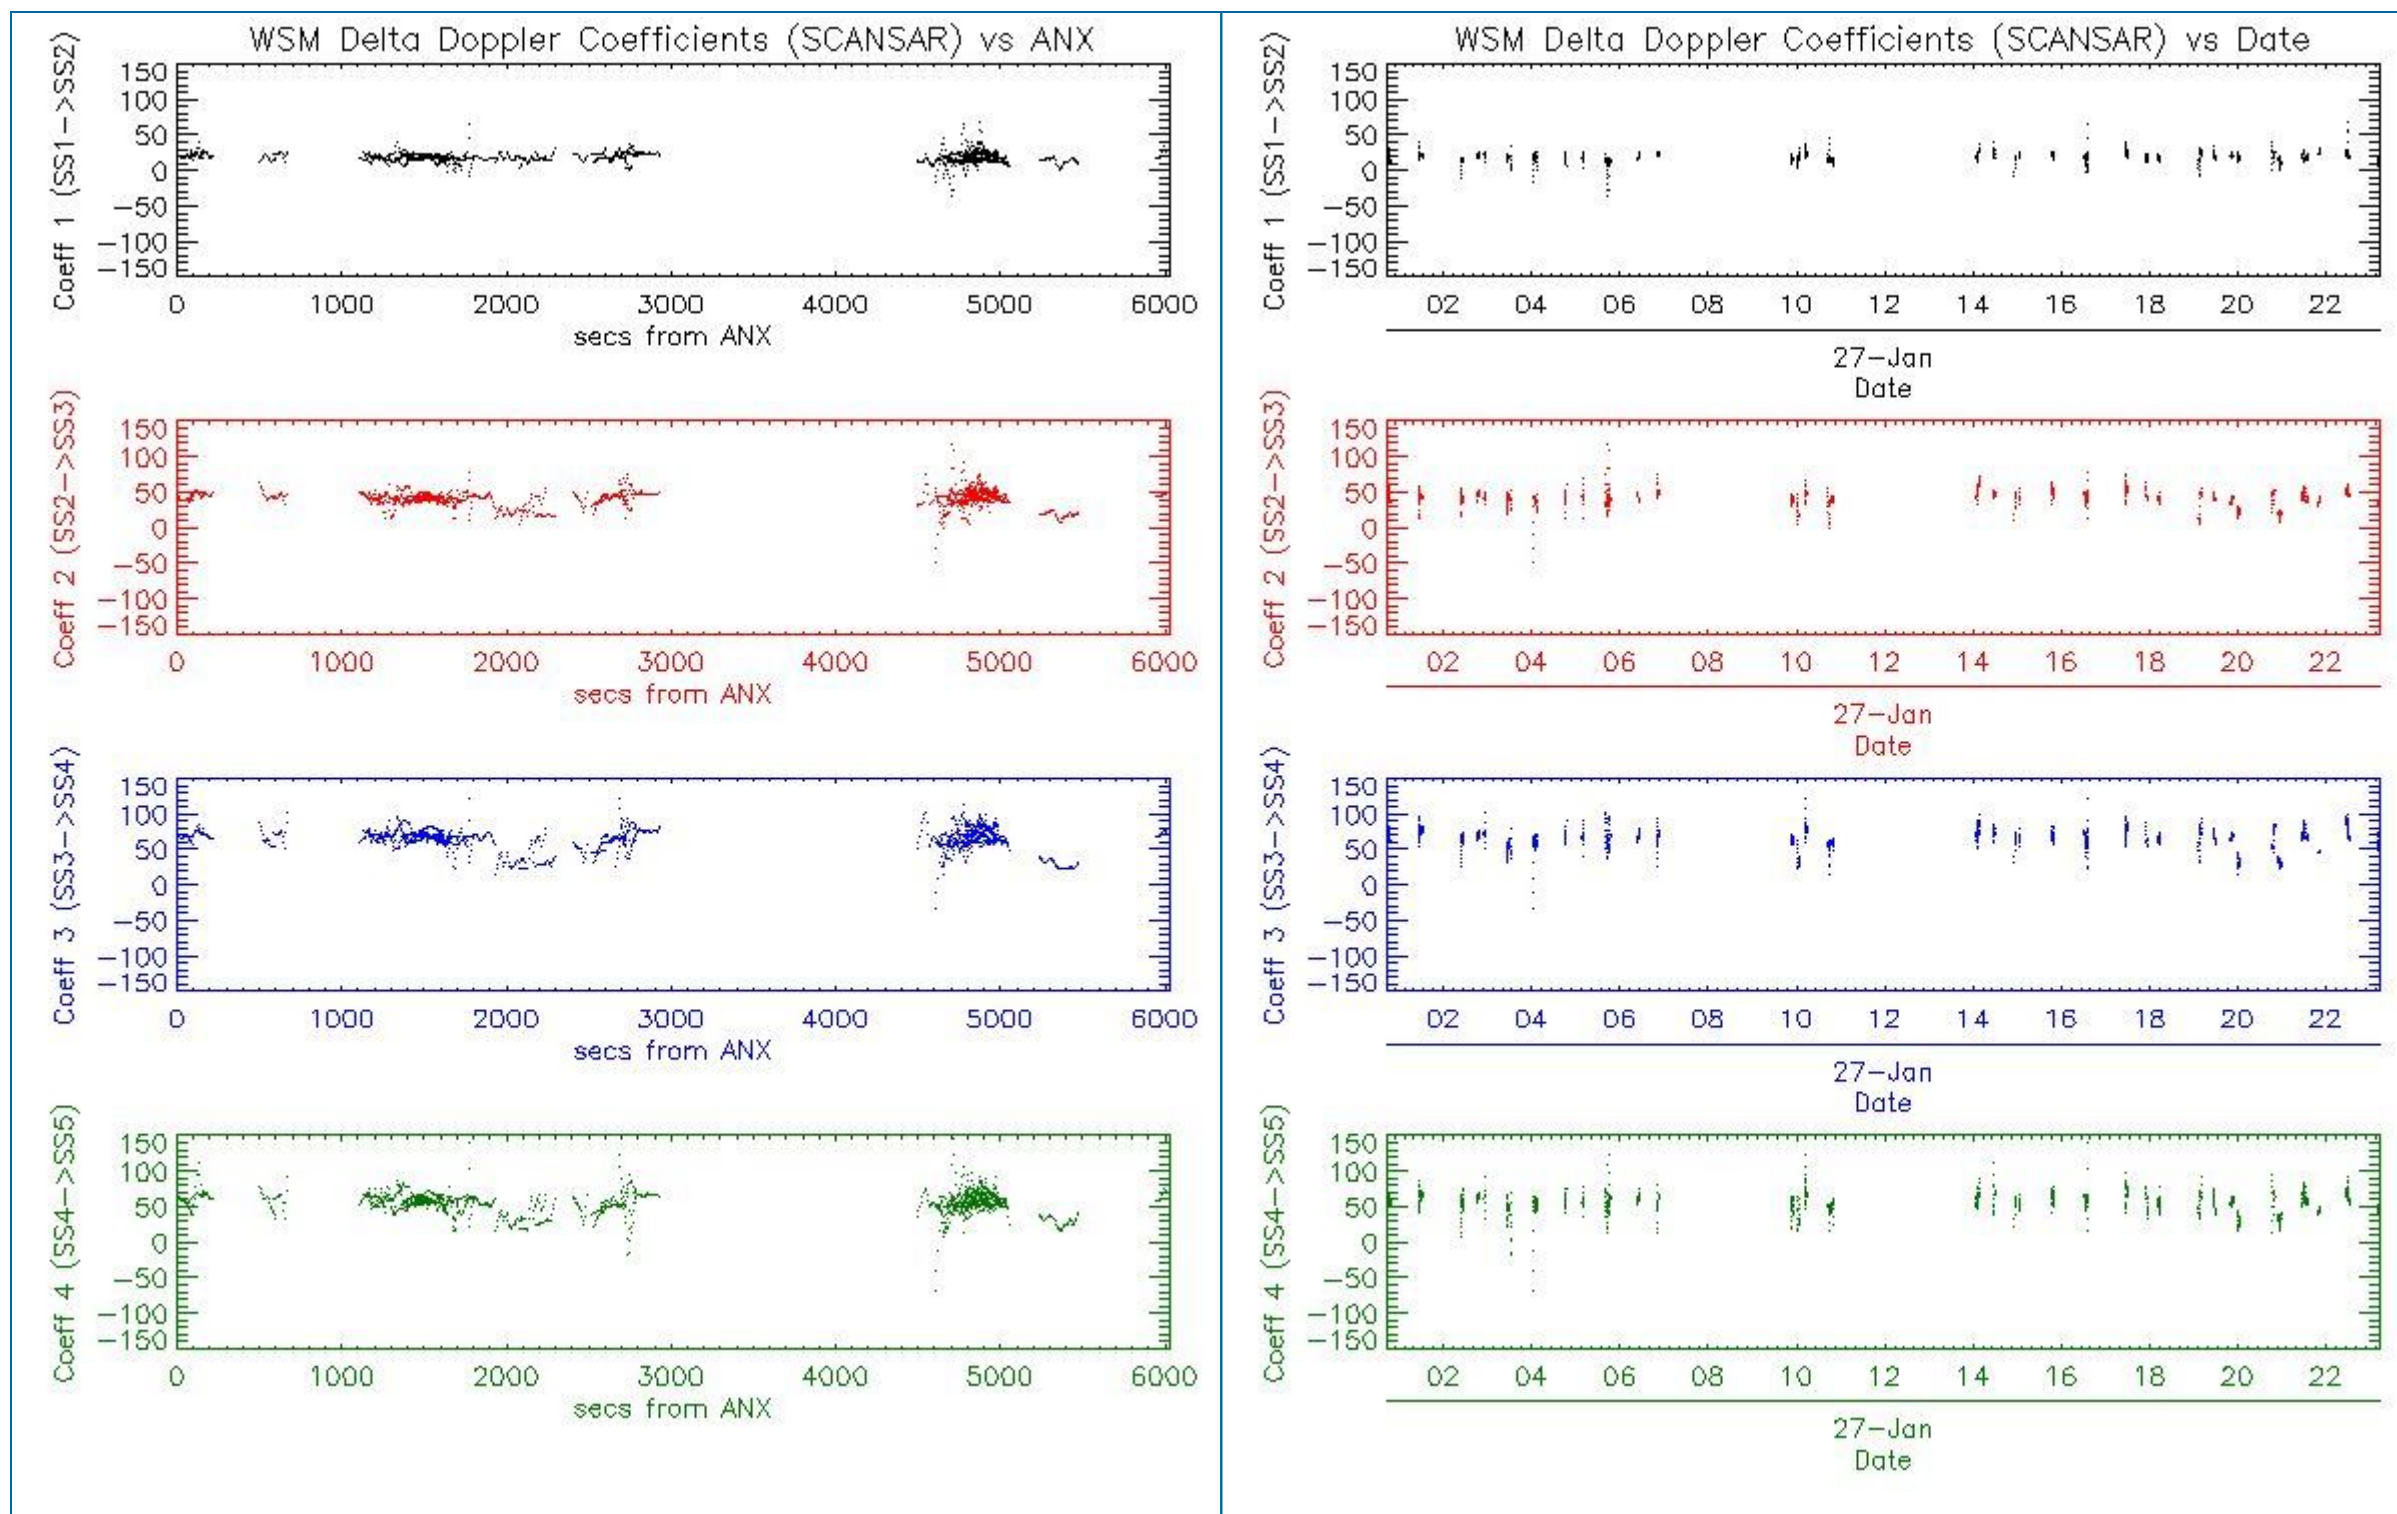 WSM Delta Doppler Coefficients (SCANSAR) vs ANX
Coeff 1 (SS1->SS2)
150
100
50
0
-50
-100
-150
0 1000 2000 3000 4000 5000 6000
secs from ANX
Coeff 2 (SS2->SS3)
150
100
50
0
-50
-100
-150
0 1000 2000 3000 4000 5000 6000
secs from ANX
Coeff 3 (SS3->SS4)
150
100
50
0
-50
-100
-150
0 1000 2000 3000 4000 5000 6000
secs from ANX
Coeff 4 (SS4->SS5)
150
100
50
0
-50
-100
-150
0 1000 2000 3000 4000 5000 6000
secs from ANX
WSM Delta Doppler Coefficients (SCANSAR) vs Date
Coeff 1 (SS1->SS2)
150
100
50
0
-50
-100
-150
02 04 06 08 10 12 14 16 18 20 22
27-Jan
Date
Coeff 2 (SS2->SS3)
150
100
50
0
-50
-100
-150
02 04 06 08 10 12 14 16 18 20 22
27-Jan
Date
Coeff 3 (SS3->SS4)
150
100
50
0
-50
-100
-150
02 04 06 08 10 12 14 16 18 20 22
27-Jan
Date
Coeff 4 (SS4->SS5)
150
100
50
0
-50
-100
-150
02 04 06 08 10 12 14 16 18 20 22
27-Jan
Date